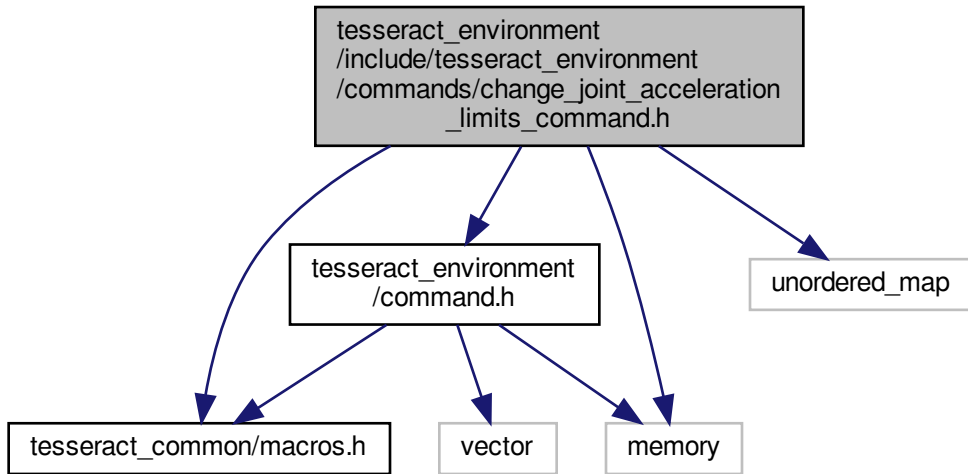 tesseract_environment
/include/tesseract_environment
/commands/change_joint_acceleration
_limits_command.h
tesseract_environment
/command.h
unordered_map
tesseract_common/macros.h
vector
memory